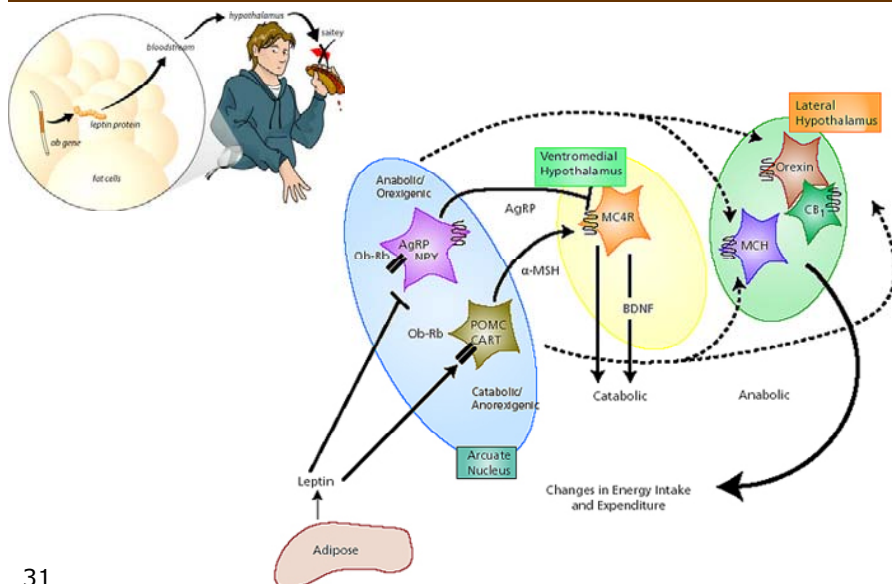 hypothalamus
saitey
bloodstream
leptin protein
ob gene
fat cells
Lateral
Hypothalamus
Ventromedial
Hypothalamus
Anabolic/
Orexigenic
AgRP
Orexin
CB1
MC4R
MCH
AgRP
NPY
Ob-Rb
α-MSH
BDNF
Ob-Rb
POMC
CART
Catabolic/
Anorexigenic
Catabolic
Anabolic
Arcuate
Nucleus
Leptin
Changes in Energy Intake
and Expenditure
Adipose
31